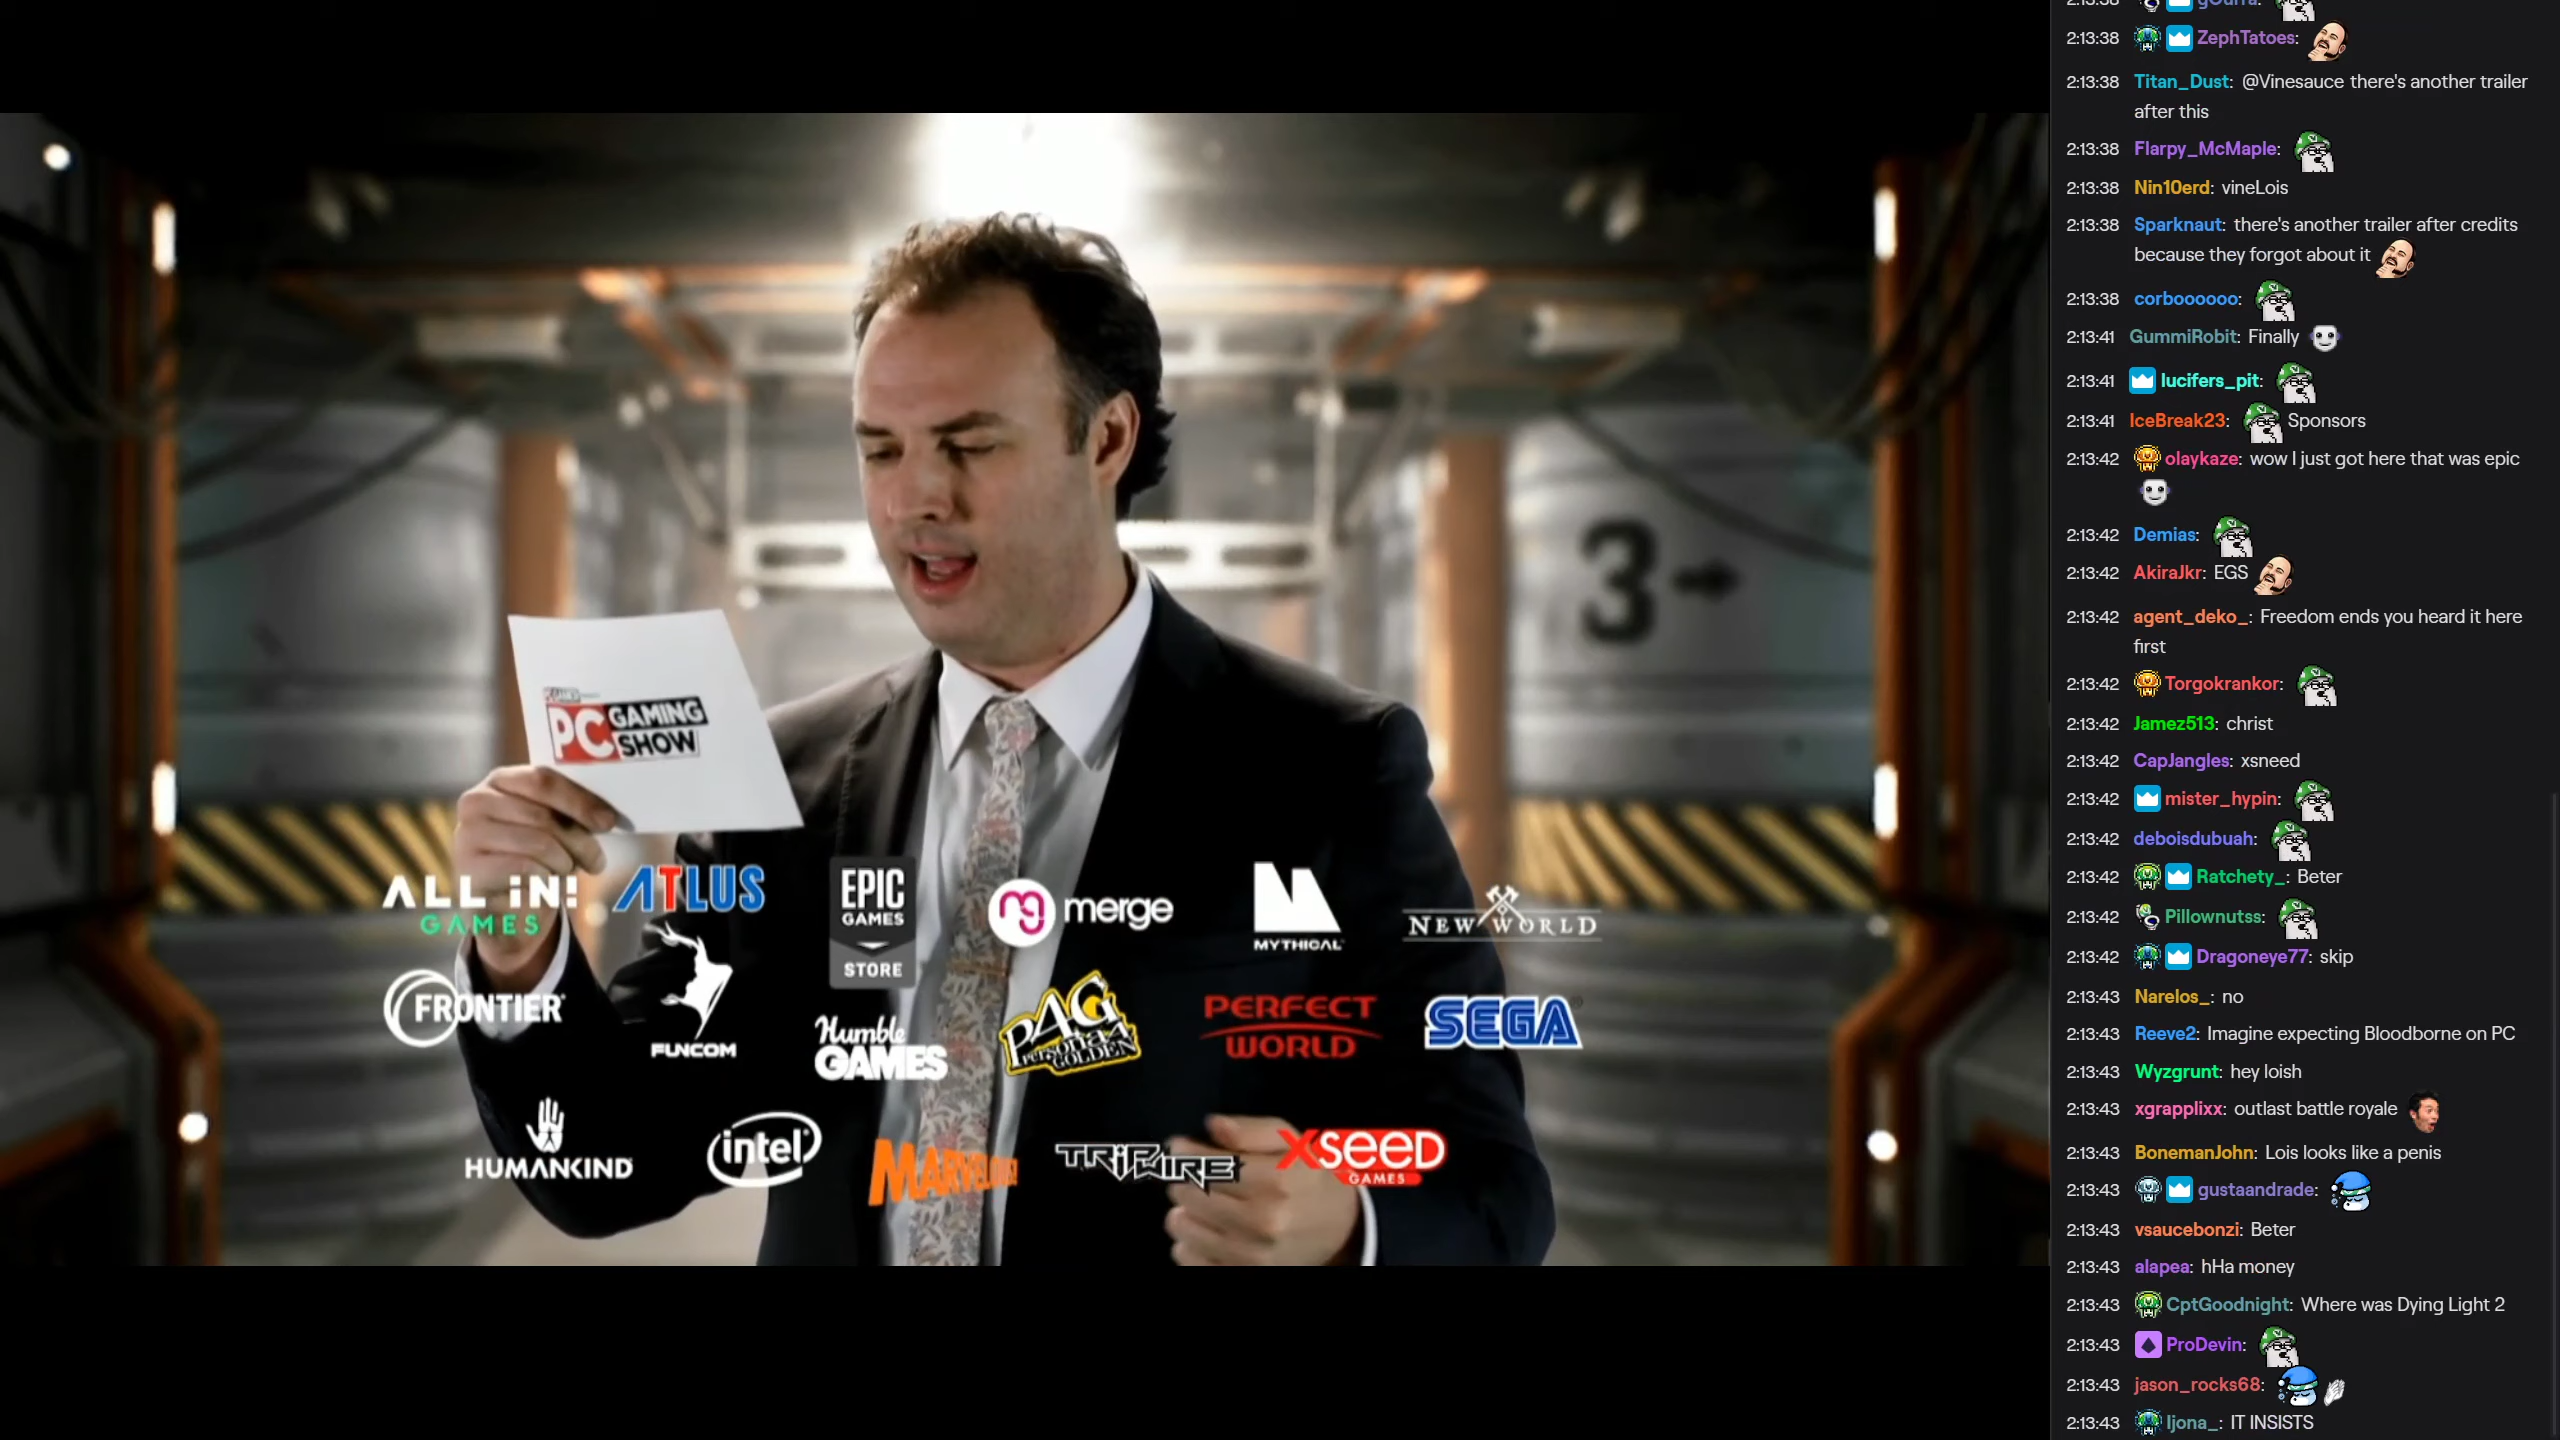 PC GAMING SHOW
3
ALL iN! GAMES
ATLUS
EPIC GAMES STORE
merge
MYTHICAL
NEW WORLD
FRONTIER
FUNCOM
Humble GAMES
P4G Persona4 GOLDEN
PERFECT WORLD
SEGA
HUMANKIND
intel
MARVELOUS!
TRIPWIRE
XSEED GAMES
2:13:38
2:13:38 ZephTatoes:
2:13:38 Titan_Dust: @Vinesauce there's another trailer
after this
2:13:38 Flarpy_McMaple:
2:13:38 Nin10erd: vineLois
2:13:38 Sparknaut: there's another trailer after credits
because they forgot about it
2:13:38 corboooooo:
2:13:41 GummiRobit: Finally
2:13:41 lucifers_pit:
2:13:41 IceBreak23: Sponsors
2:13:42 olaykaze: wow I just got here that was epic
2:13:42 Demias:
2:13:42 AkiraJkr: EGS
2:13:42 agent_deko_: Freedom ends you heard it here
first
2:13:42 Torgokrankor:
2:13:42 Jamez513: christ
2:13:42 CapJangles: xsneed
2:13:42 mister_hypin:
2:13:42 deboisdubuah:
2:13:42 Ratchety_: Beter
2:13:42 Pillownutss:
2:13:42 Dragoneye77: skip
2:13:43 Narelos_: no
2:13:43 Reeve2: Imagine expecting Bloodborne on PC
2:13:43 Wyzgrunt: hey loish
2:13:43 xgrapplixx: outlast battle royale
2:13:43 BonemanJohn: Lois looks like a penis
2:13:43 gustaandrade:
2:13:43 vsaucebonzi: Beter
2:13:43 alapea: hHa money
2:13:43 CptGoodnight: Where was Dying Light 2
2:13:43 ProDevin:
2:13:43 jason_rocks68:
2:13:43 Ijona_: IT INSISTS